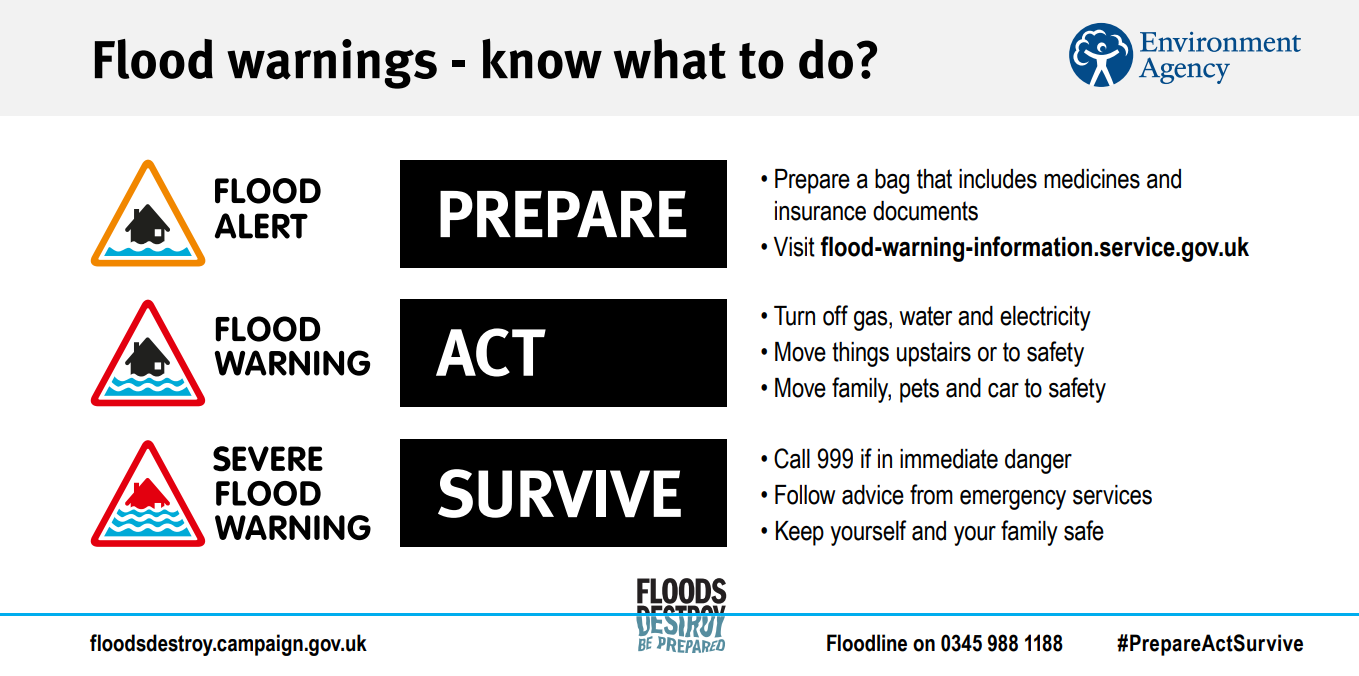 Flood warnings - know what to do?
Environment
Agency
FLOOD
ALERT
PREPARE
• Prepare a bag that includes medicines and
insurance documents
• Visit flood-warning-information.service.gov.uk
FLOOD
WARNING
ACT
• Turn off gas, water and electricity
• Move things upstairs or to safety
• Move family, pets and car to safety
SEVERE
FLOOD
WARNING
SURVIVE
• Call 999 if in immediate danger
• Follow advice from emergency services
• Keep yourself and your family safe
FLOODS
DESTROY
BE PREPARED
floodsdestroy.campaign.gov.uk
Floodline on 0345 988 1188
#PrepareActSurvive